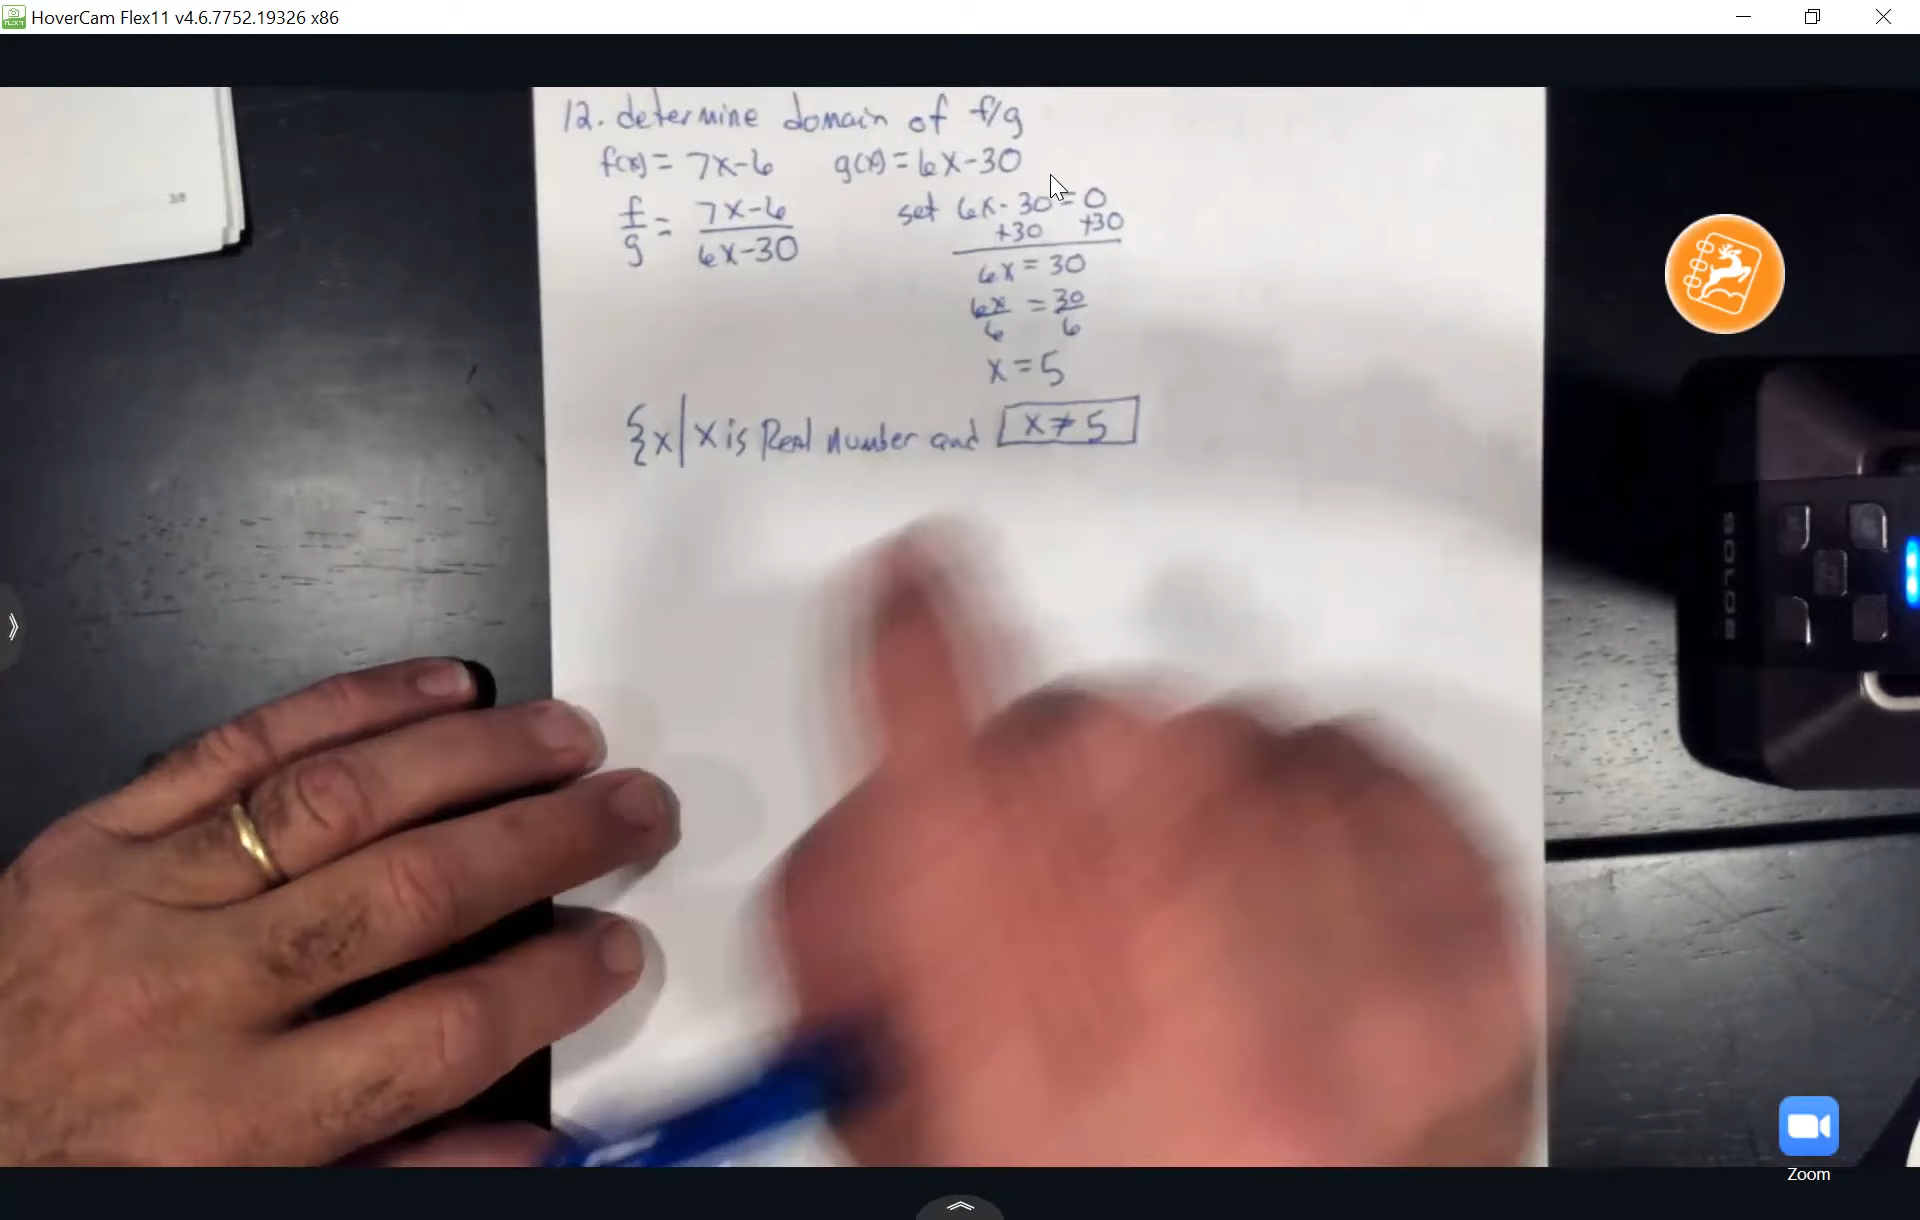 HoverCam Flex11 v4.6.7752.19326 x86
12. determine domain of f/g
f(x) = 7x-6 g(x) = 6x-30
f/g = 7x-6/6x-30
set 6x-30=0
+30 +30
6x = 30
6x/6 = 30/6
x = 5
{x|x is Real number and x ≠ 5
3/8
Zoom